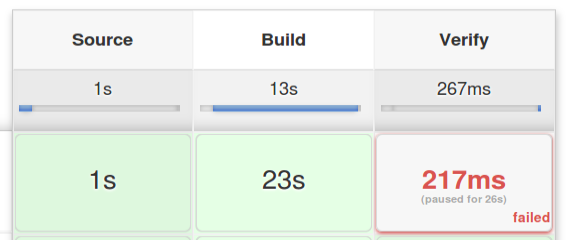 Source Build Verify
1s 13s 267ms
1s 23s 217ms
(paused for 26s)
failed